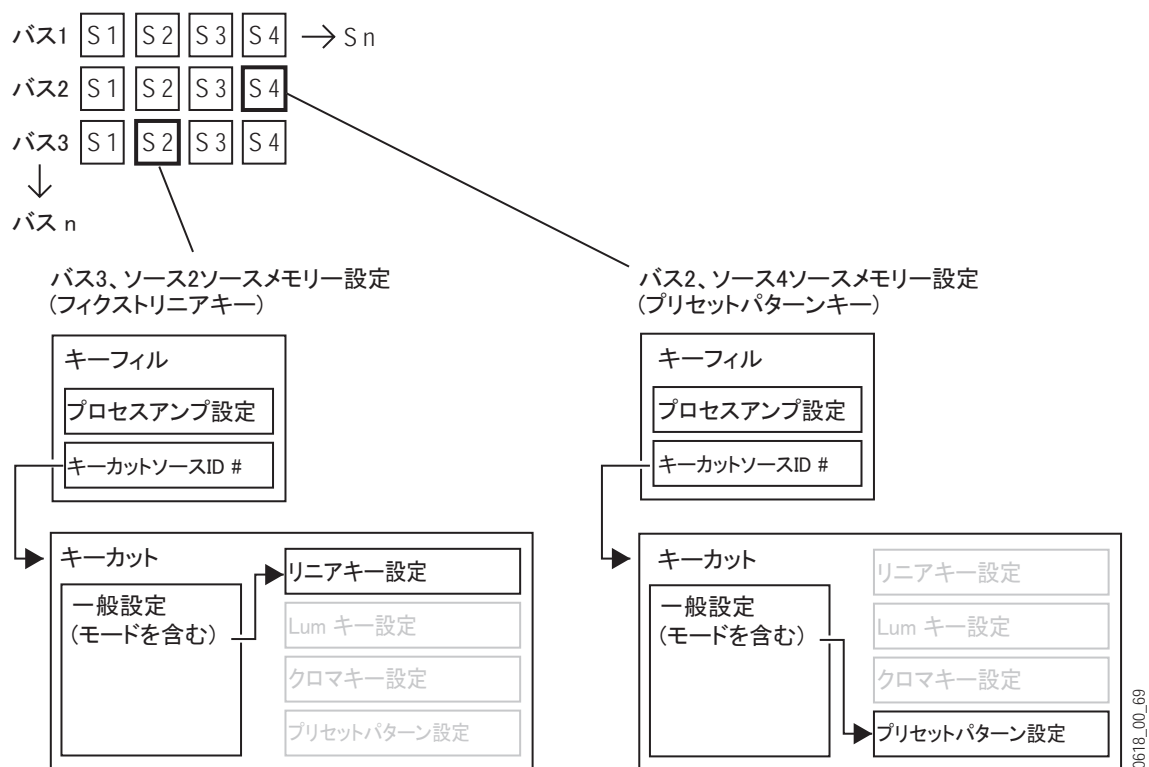 バス1 S1 S2 S3 S4 → Sn
バス2 S1 S2 S3 S4
バス3 S1 S2 S3 S4
↓
バス n
バス3、ソース2ソースメモリー設定
(フィクストリニアキー)
キーフィル
プロセスアンプ設定
キーカットソースID #
キーカット
一般設定
(モードを含む)
リニアキー設定
Lum キー設定
クロマキー設定
プリセットパターン設定
バス2、ソース4ソースメモリー設定
(プリセットパターンキー)
キーフィル
プロセスアンプ設定
キーカットソースID #
キーカット
一般設定
(モードを含む)
リニアキー設定
Lum キー設定
クロマキー設定
プリセットパターン設定
0618_00_69